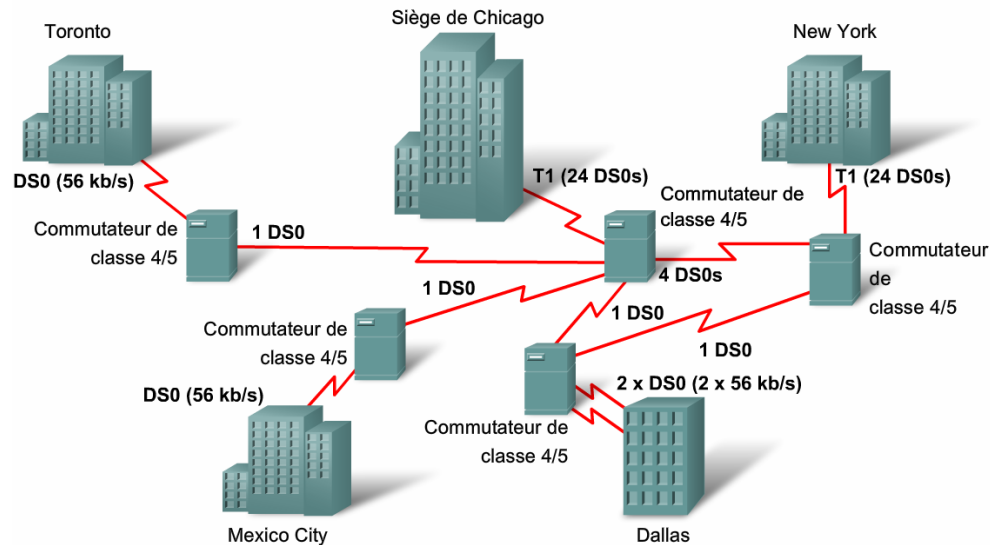 Toronto
Siège de Chicago
New York
DS0 (56 kb/s)
T1 (24 DS0s)
T1 (24 DS0s)
Commutateur de
classe 4/5
Commutateur de
classe 4/5
1 DS0
Commutateur
de
classe 4/5
4 DS0s
1 DS0
1 DS0
Commutateur de
classe 4/5
1 DS0
DS0 (56 kb/s)
2 x DS0 (2 x 56 kb/s)
Commutateur de
classe 4/5
Mexico City
Dallas